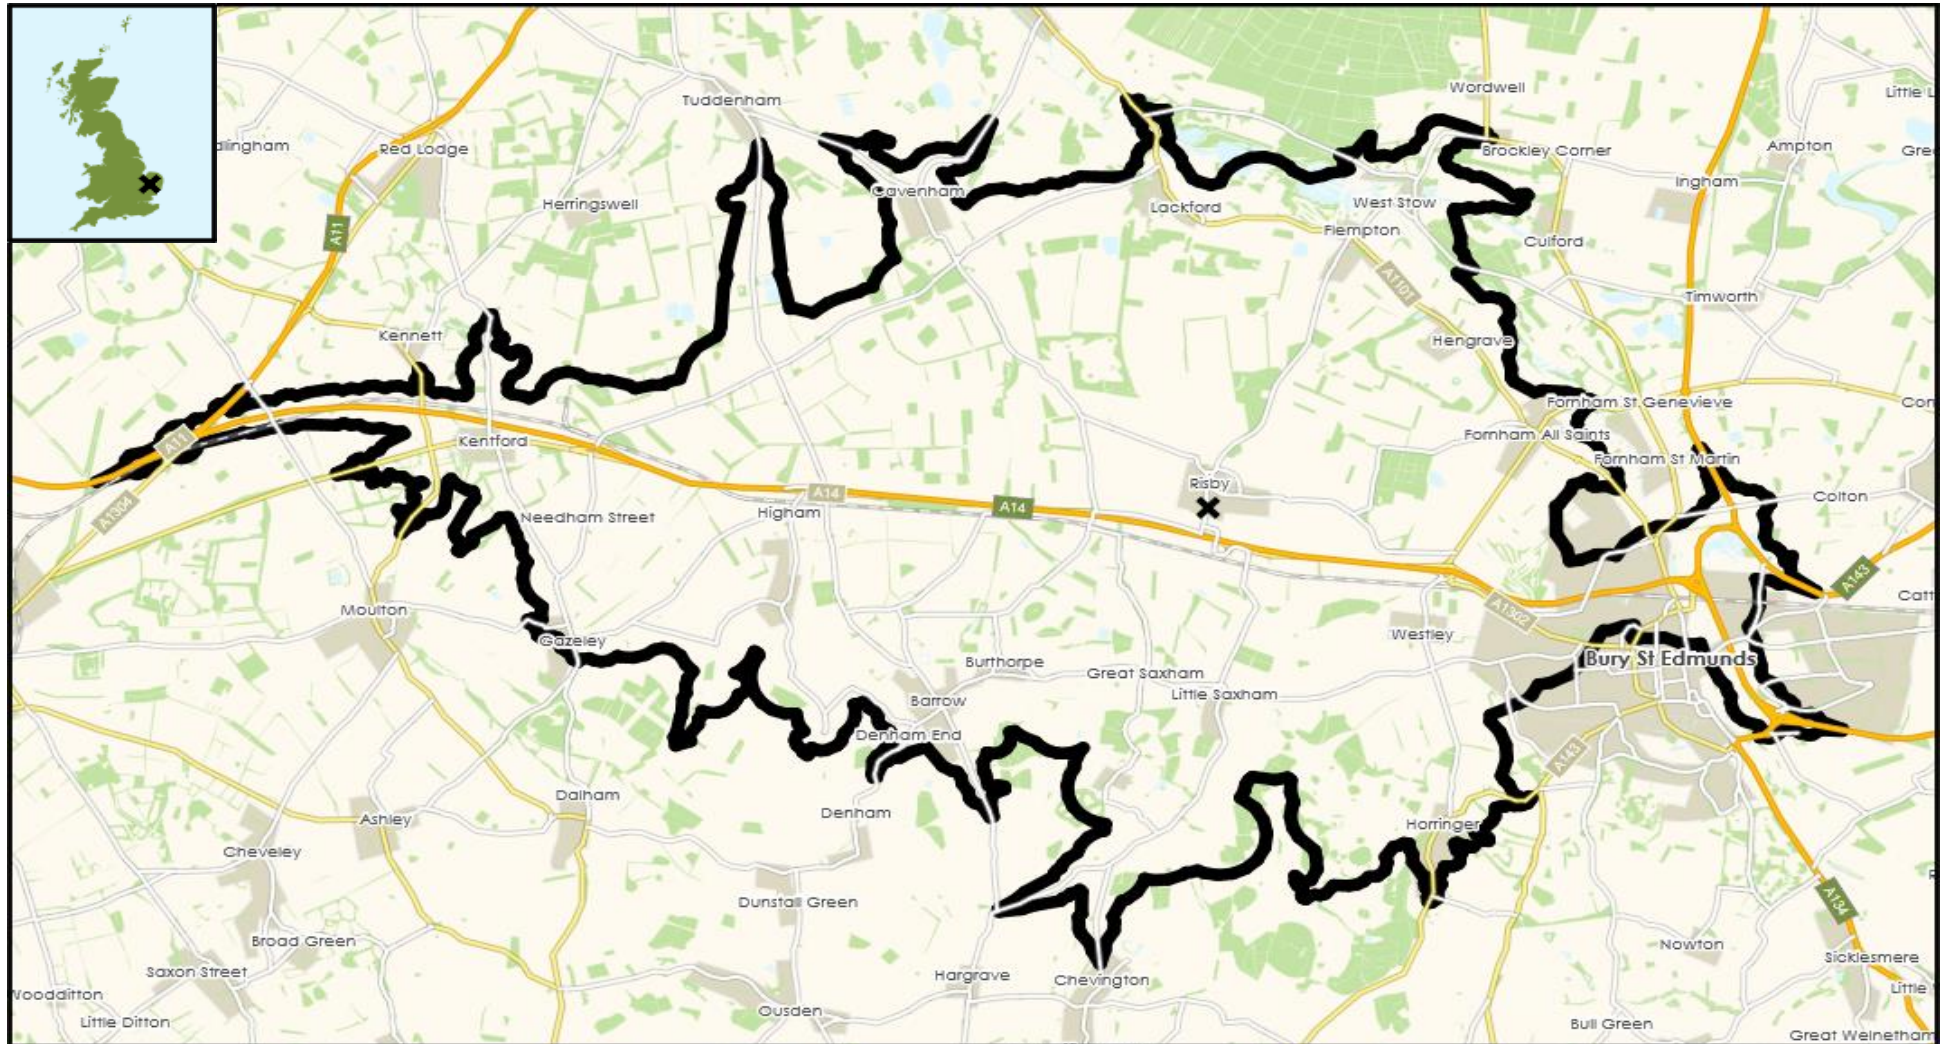 Wordwell
Little L
Tuddenham
dlingham
Red Lodge
Brockley Corner
Ampton
Gre
Ingham
Cavenham
Herringswell
West Stow
Lackford
A11
Flempton
Culford
A1101
Timworth
Kennett
Hengrave
Fornham St Genevieve
Con
Fornham All Saints
A11
Kentford
Fornham St Martin
Risby
A14
Colton
A14
A1304
Higham
Needham Street
A143
Catt
Moulton
A1302
Westley
Gazeley
Bury St Edmunds
Burthorpe
Great Saxham
Little Saxham
Barrow
Denham End
A143
Dalham
Denham
Ashley
Horringer
Cheveley
A134
Dunstall Green
Broad Green
Nowton
Sicklesmere
Saxon Street
Hargrave
Chevington
Little
Wooditton
Ousden
Little Ditton
Bull Green
Great Welnetham